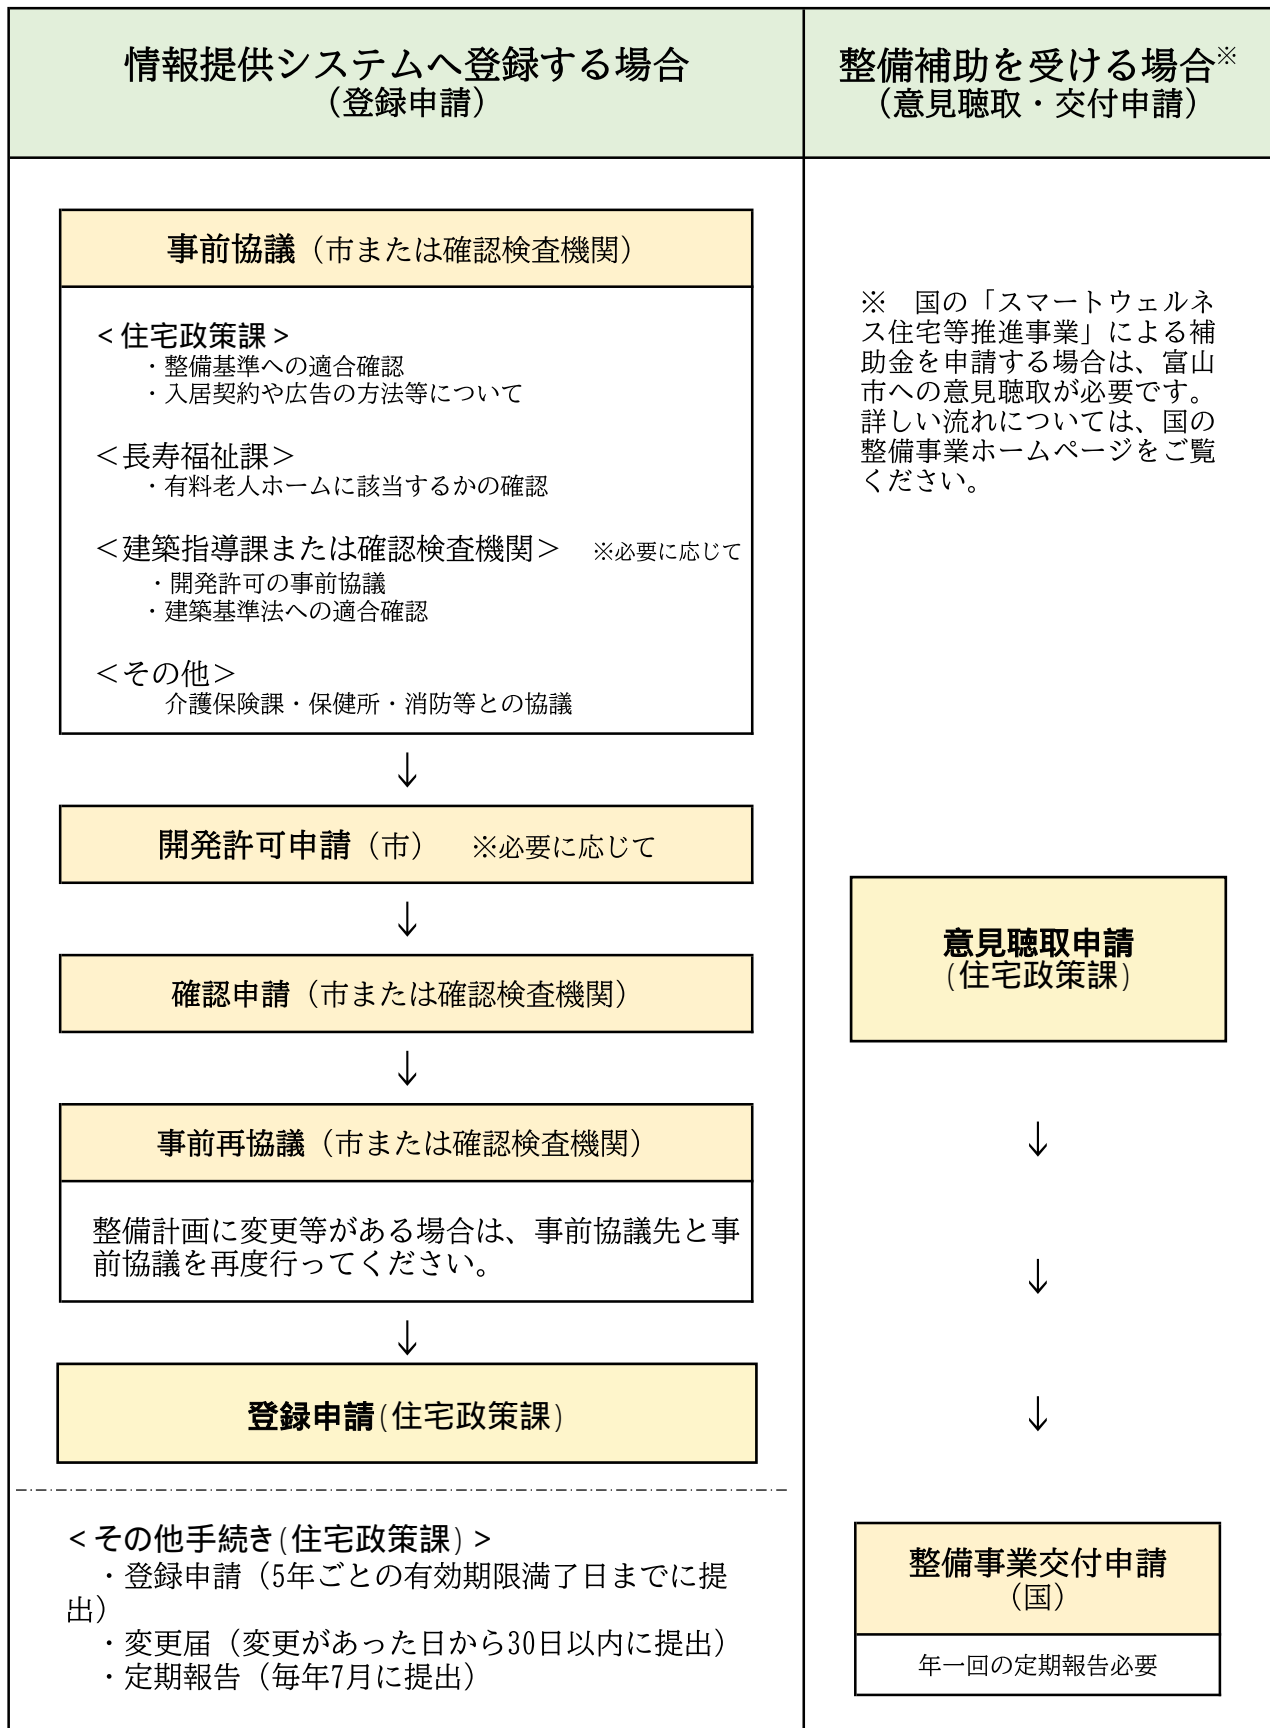 情報提供システムへ登録する場合
（登録申請）
整備補助を受ける場合※
（意見聴取・交付申請）
事前協議（市または確認検査機関）
＜住宅政策課＞
・整備基準への適合確認
・入居契約や広告の方法等について
＜長寿福祉課＞
・有料老人ホームに該当するかの確認
＜建築指導課または確認検査機関＞　※必要に応じて
・開発許可の事前協議
・建築基準法への適合確認
＜その他＞
介護保険課・保健所・消防等との協議
↓
開発許可申請（市）　※必要に応じて
↓
確認申請（市または確認検査機関）
↓
事前再協議（市または確認検査機関）
整備計画に変更等がある場合は、事前協議先と事
前協議を再度行ってください。
↓
登録申請(住宅政策課)
＜その他手続き(住宅政策課)＞
・登録申請（5年ごとの有効期限満了日までに提
出）
・変更届（変更があった日から30日以内に提出）
・定期報告（毎年7月に提出）
※　国の「スマートウェルネ
ス住宅等推進事業」による補
助金を申請する場合は、富山
市への意見聴取が必要です。
詳しい流れについては、国の
整備事業ホームページをご覧
ください。
意見聴取申請
(住宅政策課)
↓
↓
↓
整備事業交付申請
（国）
年一回の定期報告必要